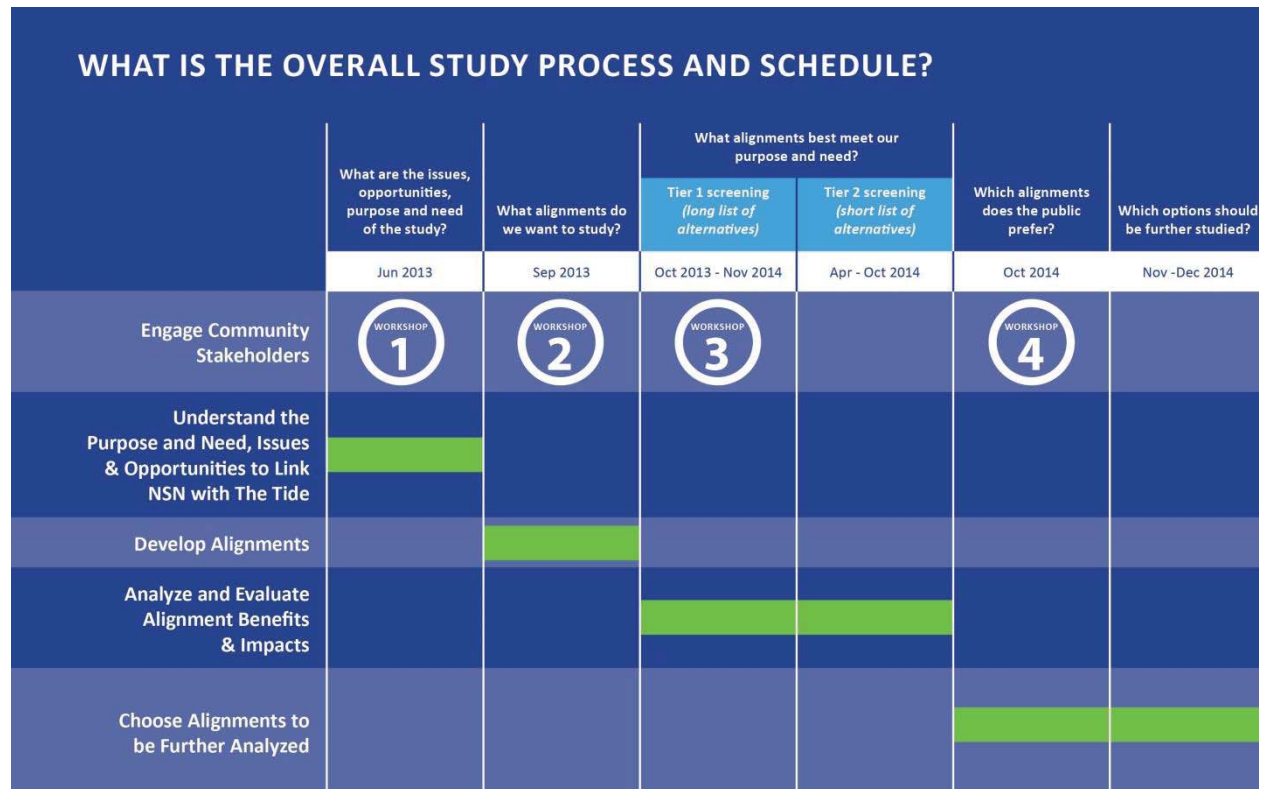 WHAT IS THE OVERALL STUDY PROCESS AND SCHEDULE?
What are the issues,
opportunities,
purpose and need
of the study?
What alignments do
we want to study?
What alignments best meet our
purpose and need?
Tier 1 screening
(long list of
alternatives)
Tier 2 screening
(short list of
alternatives)
Which alignments
does the public
prefer?
Which options should
be further studied?
Jun 2013
Sep 2013
Oct 2013 - Nov 2014
Apr - Oct 2014
Oct 2014
Nov -Dec 2014
Engage Community
Stakeholders
WORKSHOP
1
WORKSHOP
2
WORKSHOP
3
WORKSHOP
4
Understand the
Purpose and Need, Issues
& Opportunities to Link
NSN with The Tide
Develop Alignments
Analyze and Evaluate
Alignment Benefits
& Impacts
Choose Alignments to
be Further Analyzed